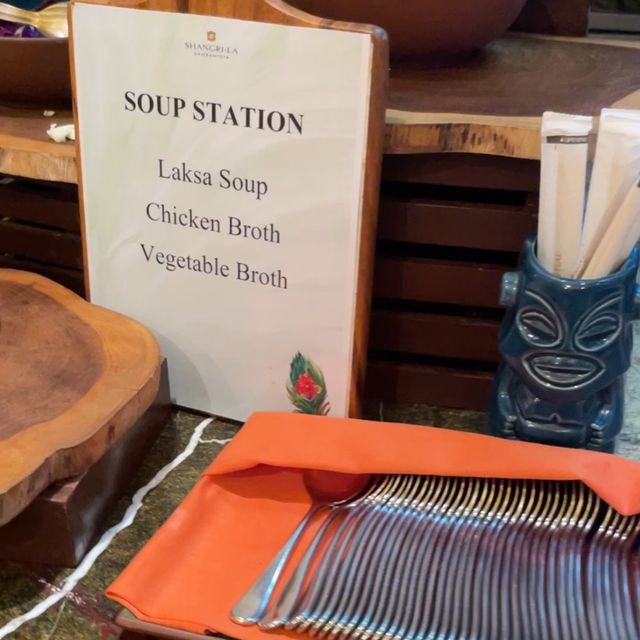 SHANGRI-LA
SOUP STATION
Laksa Soup
Chicken Broth
Vegetable Broth